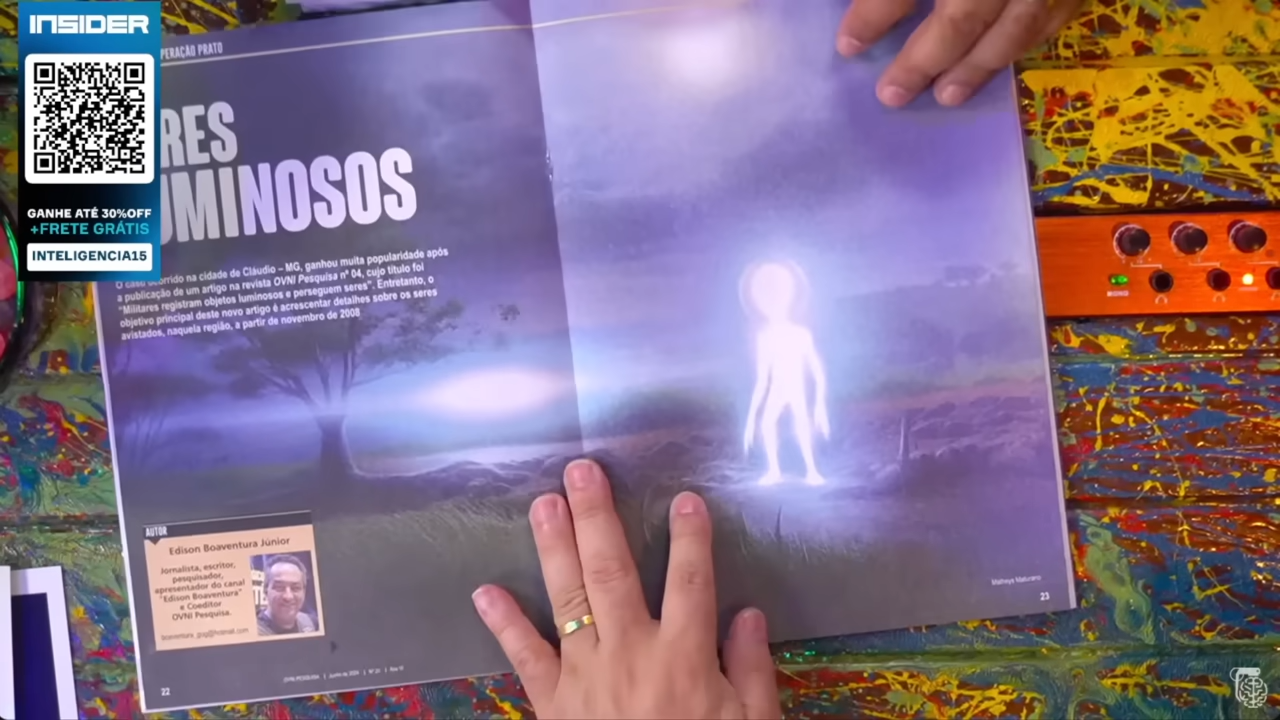 INSIDER
GANHE ATÉ 30%OFF
+FRETE GRÁTIS
INTELIGENCIA15
PERAÇÃO PRATO
RES
UMINOSOS
O caso ocorrido na cidade de Cláudio – MG, ganhou muita popularidade após
a publicação de um artigo na revista OVNI Pesquisa nº 04, cujo título foi
"Militares registram objetos luminosos e perseguem seres". Entretanto, o
objetivo principal deste novo artigo é acrescentar detalhes sobre os seres
avistados, naquela região, a partir de novembro de 2008
AUTOR
Edison Boaventura Júnior
Jornalista, escritor,
pesquisador,
apresentador do canal
"Edison Boaventura"
e Coeditor
OVNI Pesquisa.
22
OVNI PESQUISA
23
MONO